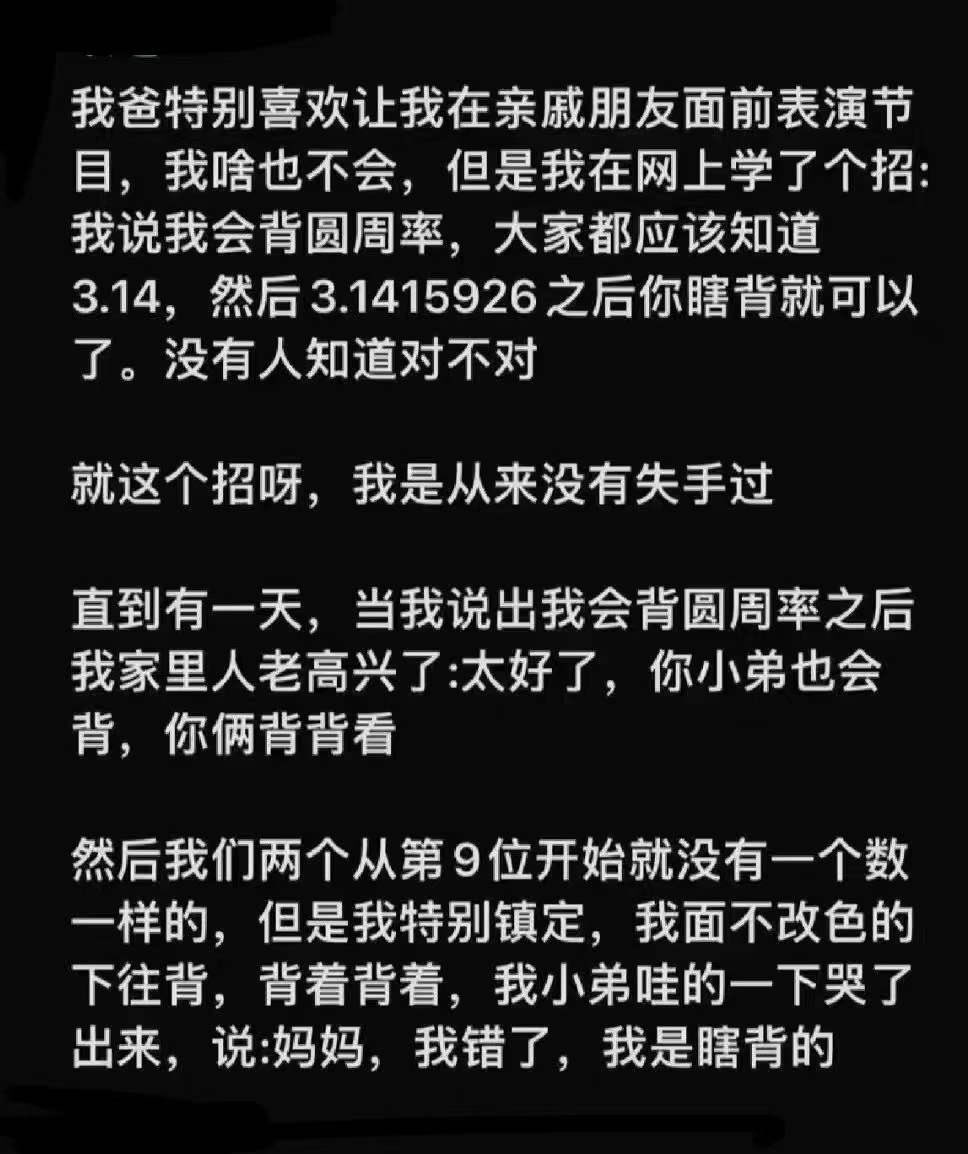 我爸特别喜欢让我在亲戚朋友面前表演节
目，我啥也不会，但是我在网上学了个招:
我说我会背圆周率，大家都应该知道
3.14，然后3.1415926之后你瞎背就可以
了。没有人知道对不对
就这个招呀，我是从来没有失手过
直到有一天，当我说出我会背圆周率之后
我家里人老高兴了:太好了，你小弟也会
背，你俩背背看
然后我们两个从第9位开始就没有一个数
一样的，但是我特别镇定，我面不改色的
下往背，背着背着，我小弟哇的一下哭了
出来，说:妈妈，我错了，我是瞎背的